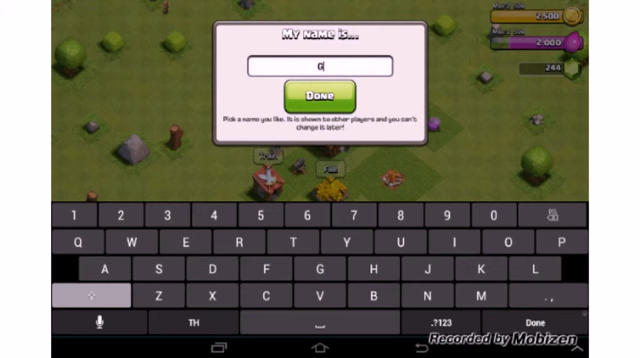 My name is...
G
Done
Pick a name you like. It is shown to other players and you can't
change it later!
2,500
2,000
244
1 2 3 4 5 6 7 8 9 0
Q W E R T Y U I O P
A S D F G H J K L
Z X C V B N M .,
TH .?123 Done
Recorded by Mobizen